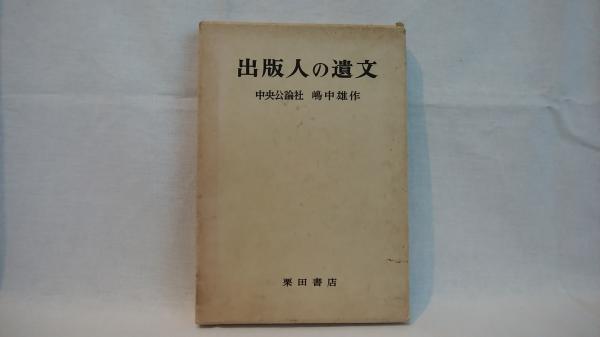 出版人の遺文
中央公論社 嶋中雄作
栗田書店